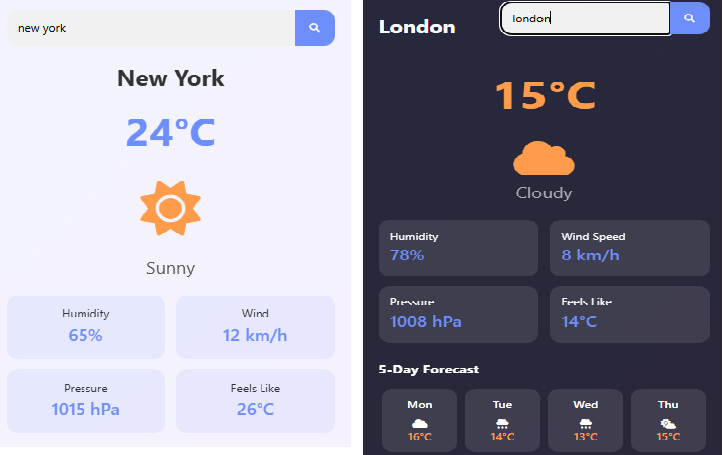 new york
New York
24°C
Sunny
Humidity
65%
Wind
12 km/h
Pressure
1015 hPa
Feels Like
26°C
London
london
15°C
Cloudy
Humidity
78%
Wind Speed
8 km/h
Pressure
1008 hPa
Feels Like
14°C
5-Day Forecast
Mon
16°C
Tue
14°C
Wed
13°C
Thu
15°C